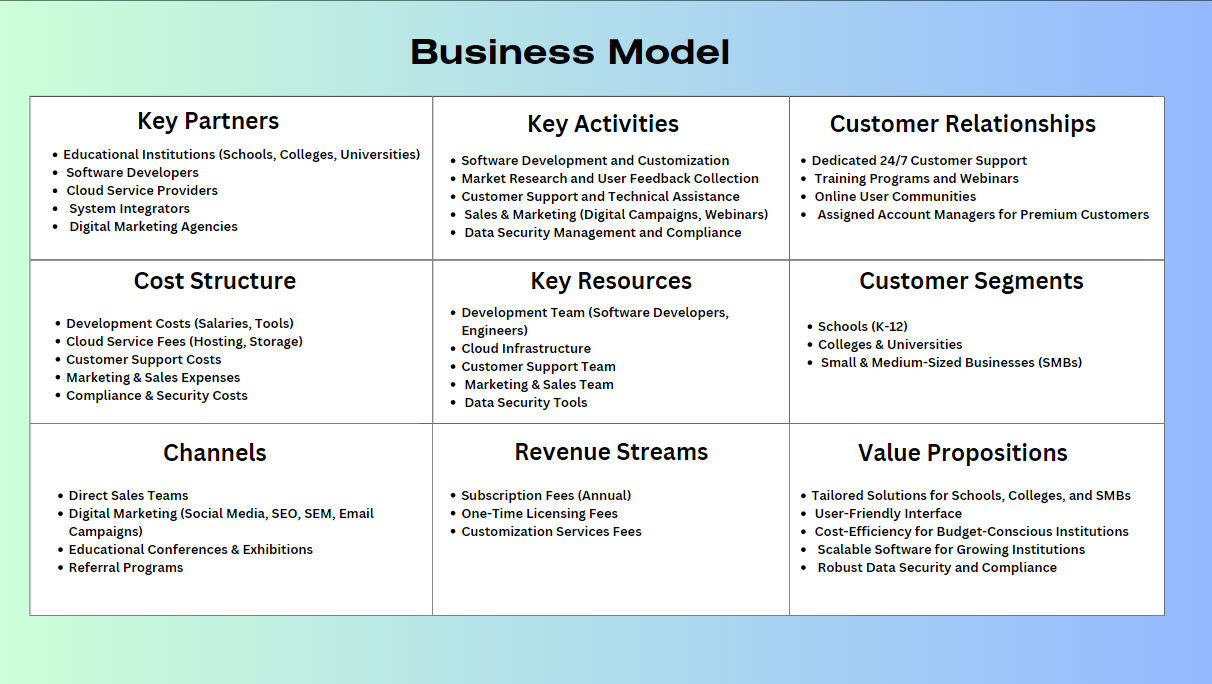 Business Model
Key Partners
• Educational Institutions (Schools, Colleges, Universities)
• Software Developers
• Cloud Service Providers
• System Integrators
• Digital Marketing Agencies
Key Activities
• Software Development and Customization
• Market Research and User Feedback Collection
• Customer Support and Technical Assistance
• Sales & Marketing (Digital Campaigns, Webinars)
• Data Security Management and Compliance
Customer Relationships
• Dedicated 24/7 Customer Support
• Training Programs and Webinars
• Online User Communities
• Assigned Account Managers for Premium Customers
Cost Structure
• Development Costs (Salaries, Tools)
• Cloud Service Fees (Hosting, Storage)
• Customer Support Costs
• Marketing & Sales Expenses
• Compliance & Security Costs
Key Resources
• Development Team (Software Developers,
Engineers)
• Cloud Infrastructure
• Customer Support Team
• Marketing & Sales Team
• Data Security Tools
Customer Segments
• Schools (K-12)
• Colleges & Universities
• Small & Medium-Sized Businesses (SMBs)
Channels
• Direct Sales Teams
• Digital Marketing (Social Media, SEO, SEM, Email
Campaigns)
• Educational Conferences & Exhibitions
• Referral Programs
Revenue Streams
• Subscription Fees (Annual)
• One-Time Licensing Fees
• Customization Services Fees
Value Propositions
• Tailored Solutions for Schools, Colleges, and SMBs
• User-Friendly Interface
• Cost-Efficiency for Budget-Conscious Institutions
• Scalable Software for Growing Institutions
• Robust Data Security and Compliance